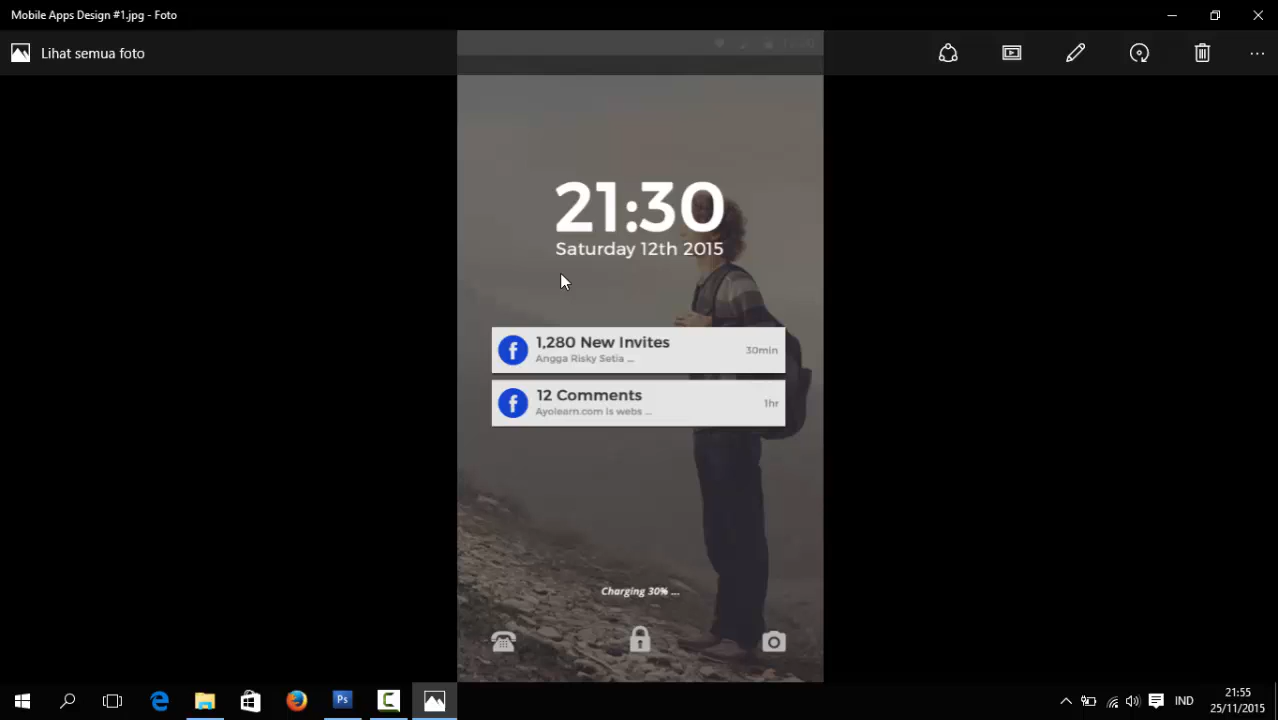 Mobile Apps Design #1.jpg - Foto
Lihat semua foto
21:30
Saturday 12th 2015
1,280 New Invites
Angga Risky Setia ...
30min
12 Comments
Ayolearn.com is webs ...
1hr
Charging 30% ...
Ps
IND
21:55
25/11/2015